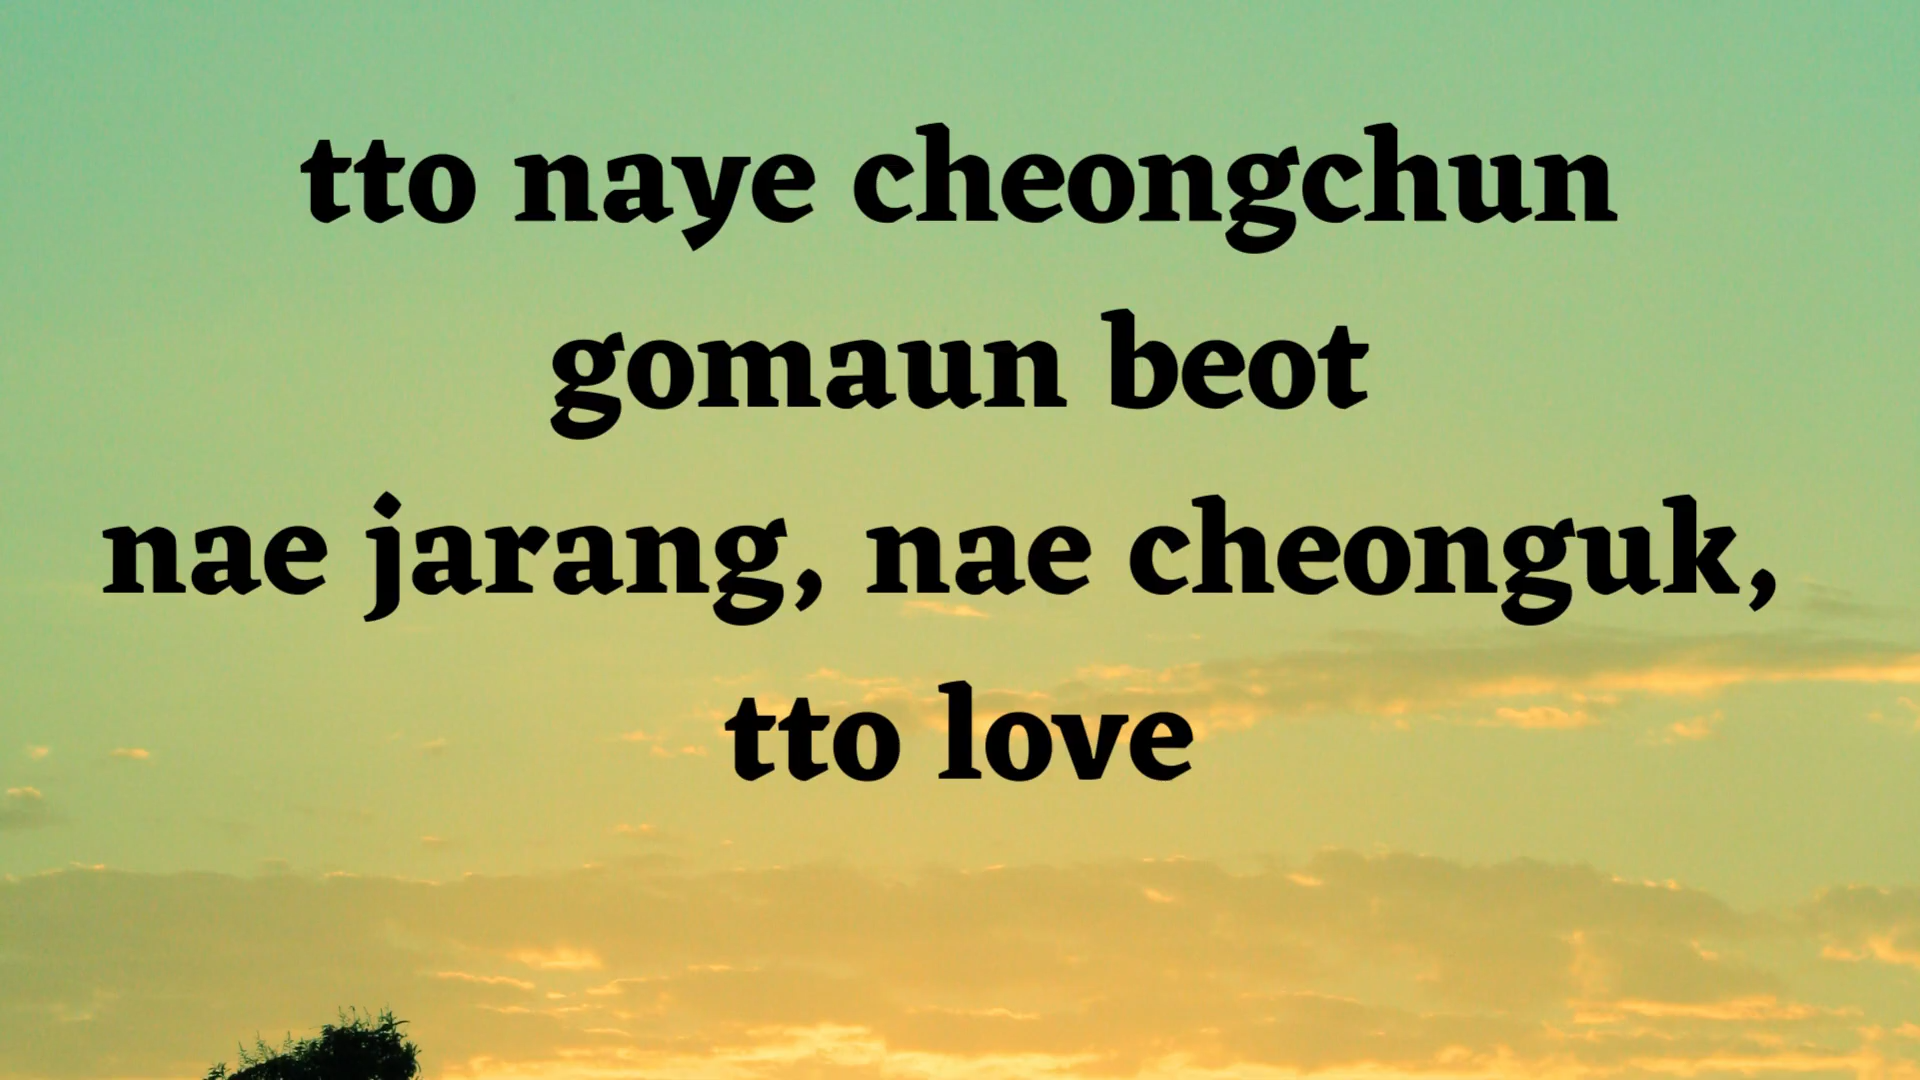 tto naye cheongchun
gomaun beot
nae jarang, nae cheonguk,
tto love